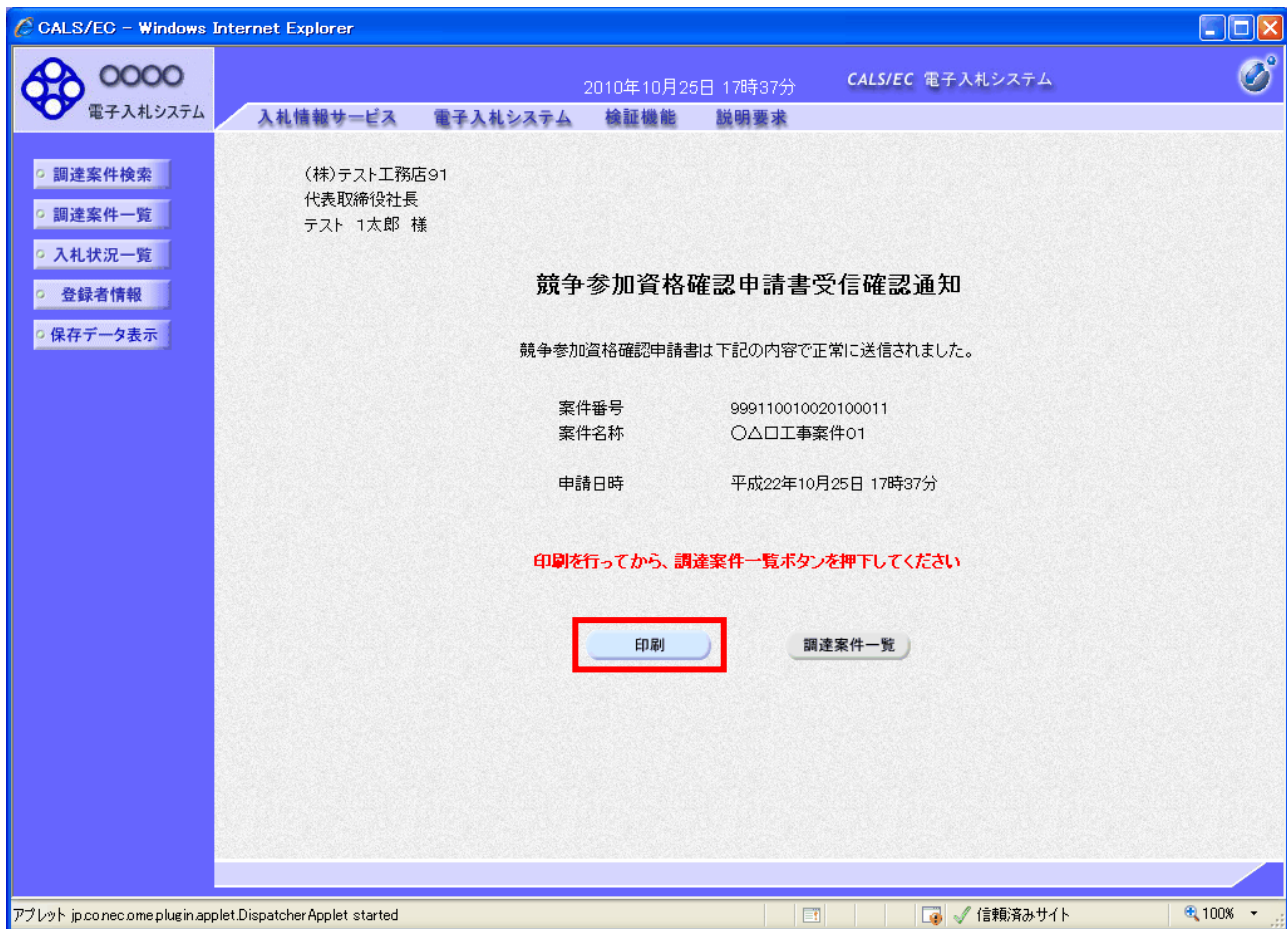 CALS/EC - Windows Internet Explorer
○○○○
電子入札システム
2010年10月25日 17時37分
CALS/EC 電子入札システム
入札情報サービス 電子入札システム 検証機能 説明要求
調達案件検索
調達案件一覧
入札状況一覧
登録者情報
保存データ表示
(株)テスト工務店91
代表取締役社長
テスト 1太郎 様
競争参加資格確認申請書受信確認通知
競争参加資格確認申請書は下記の内容で正常に送信されました。
案件番号 999110010020100011
案件名称 ○△□工事案件01
申請日時 平成22年10月25日 17時37分
印刷を行ってから、調達案件一覧ボタンを押下してください
印刷 調達案件一覧
アプレット jp.co.nec.ome.plugin.applet.DispatcherApplet started
信頼済みサイト
100%